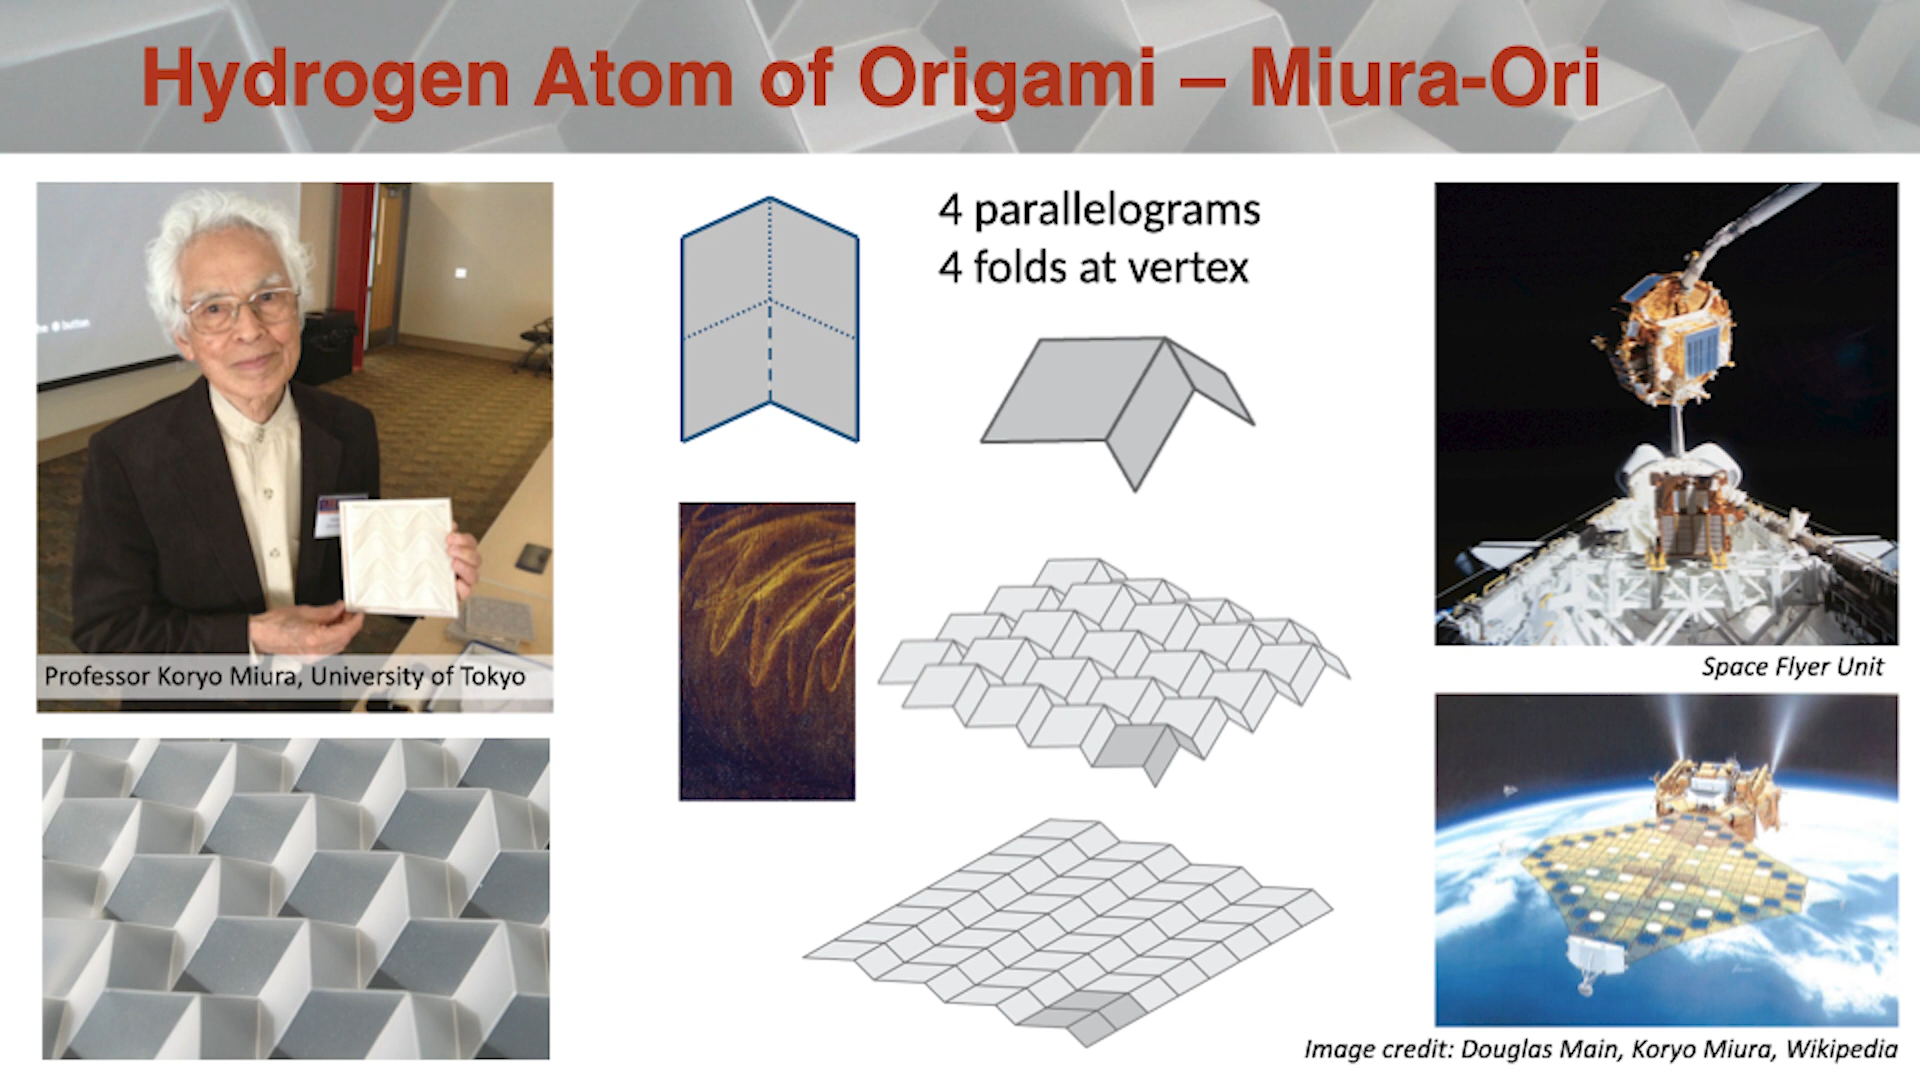 Hydrogen Atom of Origami – Miura-Ori
4 parallelograms
4 folds at vertex
button
Professor Koryo Miura, University of Tokyo
Space Flyer Unit
Image credit: Douglas Main, Koryo Miura, Wikipedia